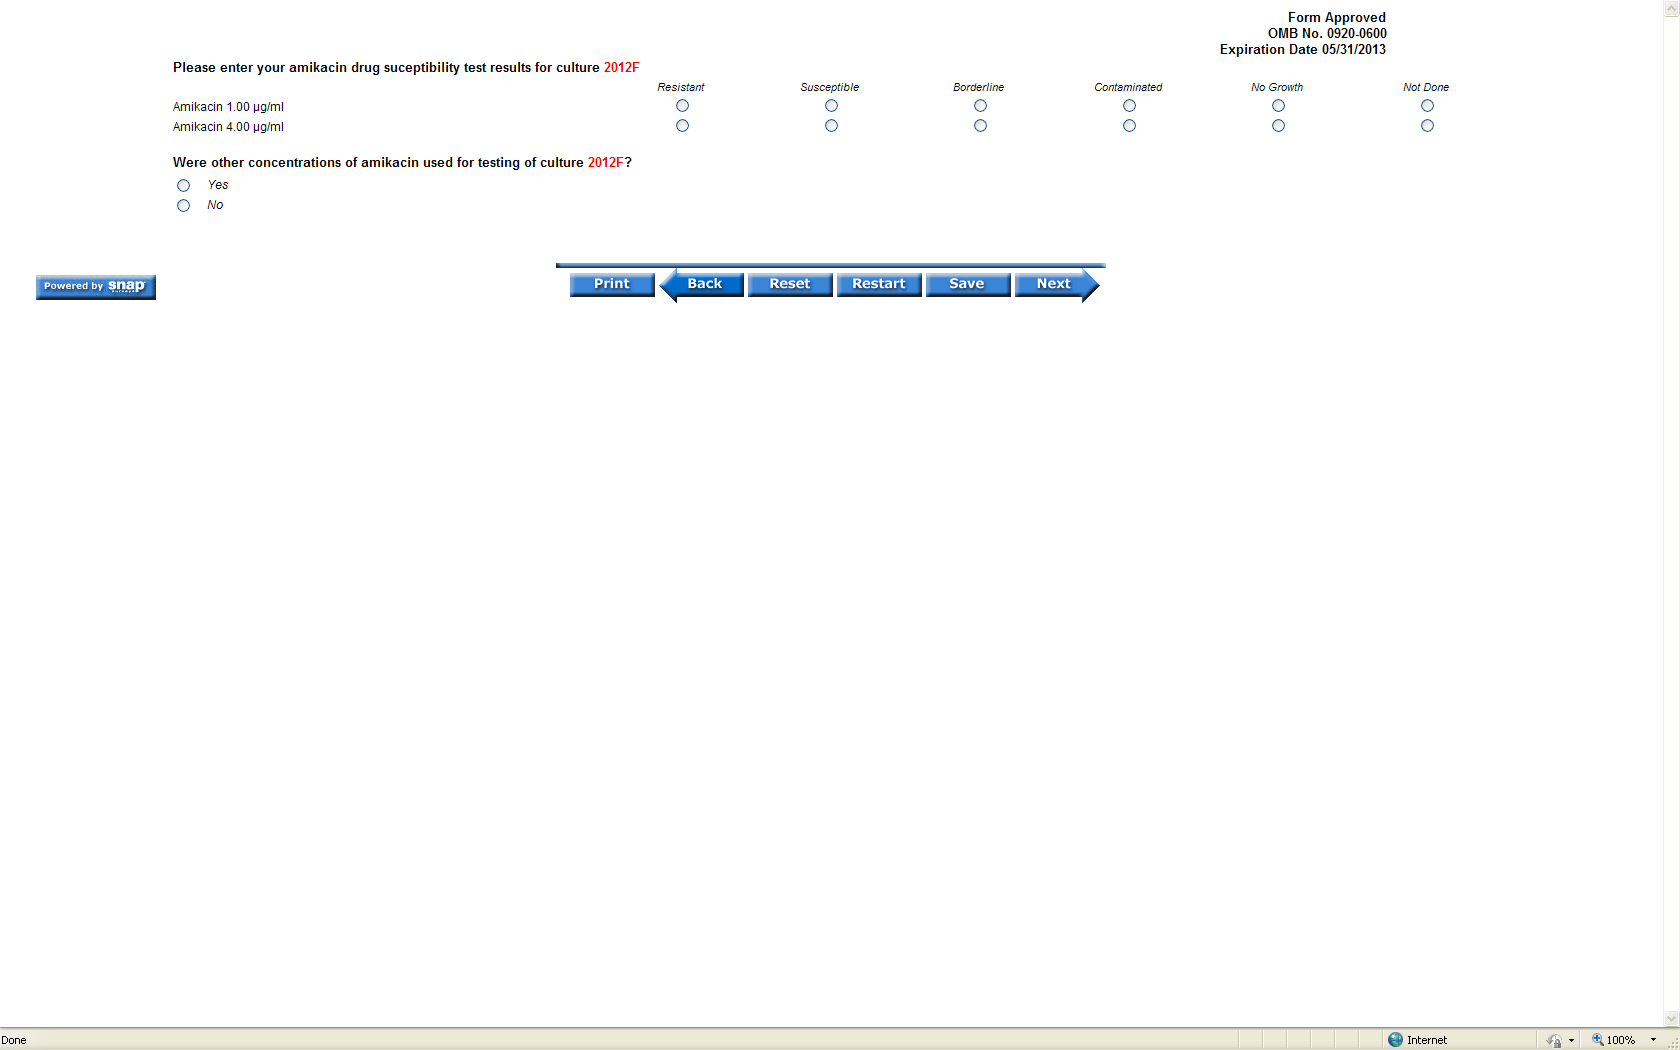 Form Approved
OMB No. 0920-0600
Expiration Date 05/31/2013
Please enter your amikacin drug suceptibility test results for culture 2012F
Resistant Susceptible Borderline Contaminated No Growth Not Done
Amikacin 1.00 µg/ml
Amikacin 4.00 µg/ml
Were other concentrations of amikacin used for testing of culture 2012F?
Yes
No
Powered by snap
Print Back Reset Restart Save Next
Done Internet 100%